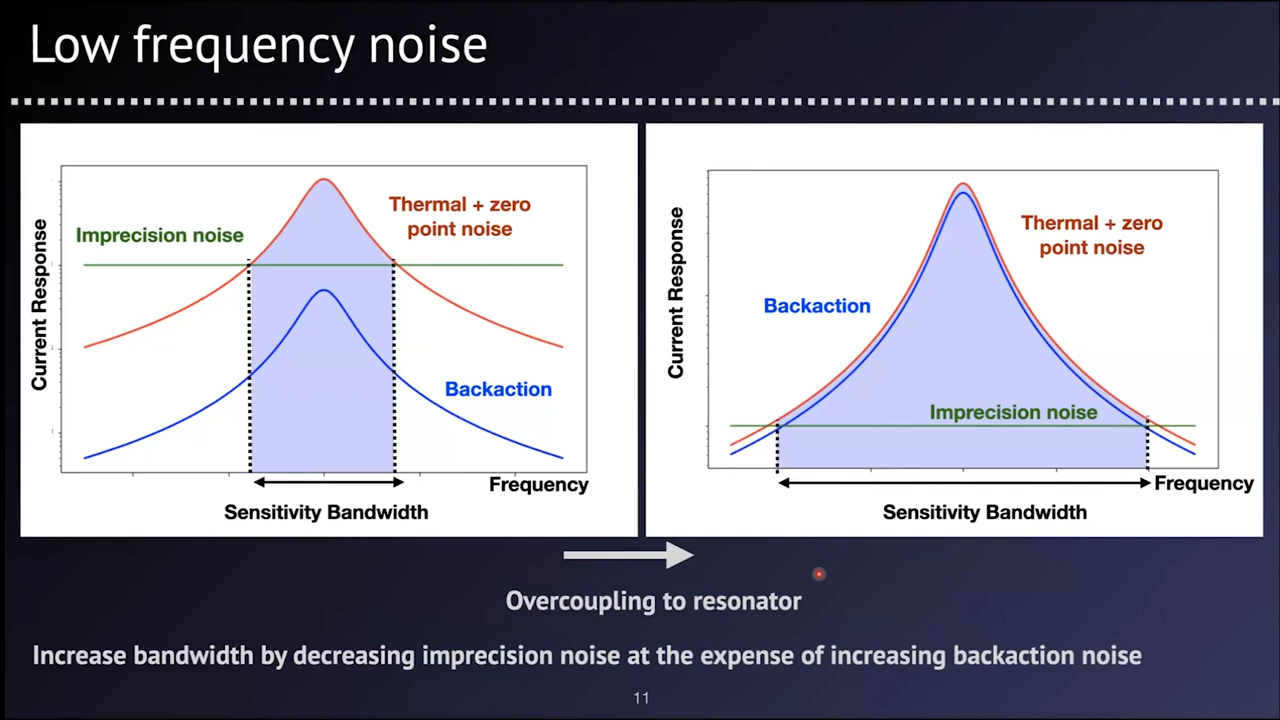 Low frequency noise
Current Response
Imprecision noise
Thermal + zero
point noise
Backaction
Frequency
Sensitivity Bandwidth
Current Response
Thermal + zero
point noise
Backaction
Imprecision noise
Frequency
Sensitivity Bandwidth
Overcoupling to resonator
Increase bandwidth by decreasing imprecision noise at the expense of increasing backaction noise
11